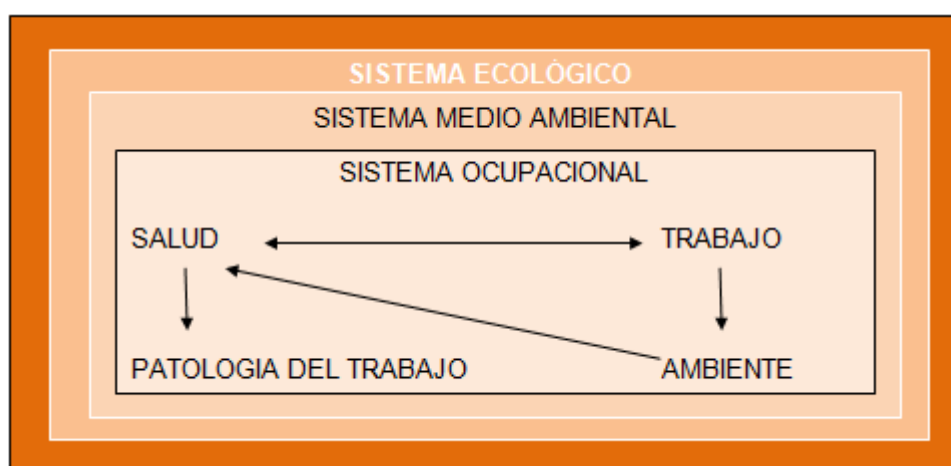 SISTEMA ECOLÓGICO
SISTEMA MEDIO AMBIENTAL
SISTEMA OCUPACIONAL
SALUD TRABAJO
PATOLOGIA DEL TRABAJO AMBIENTE